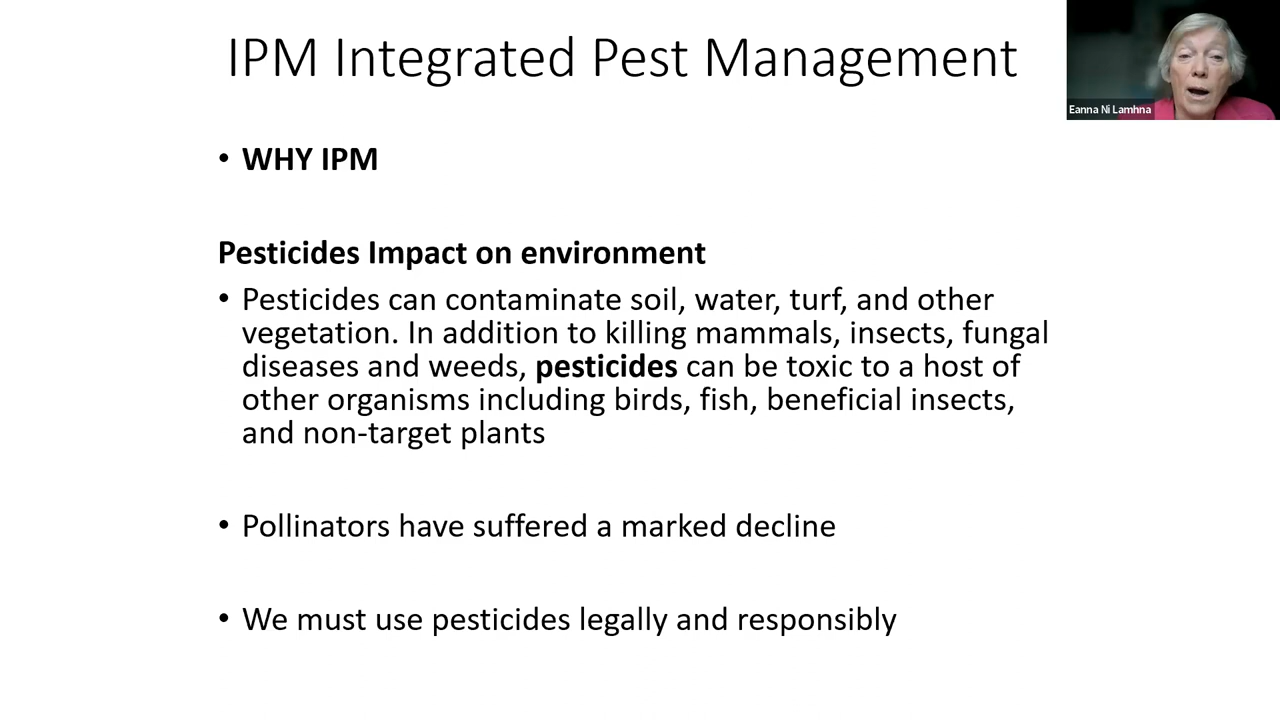 IPM Integrated Pest Management
Eanna Ni Lamhna
• WHY IPM
Pesticides Impact on environment
• Pesticides can contaminate soil, water, turf, and other
vegetation. In addition to killing mammals, insects, fungal
diseases and weeds, pesticides can be toxic to a host of
other organisms including birds, fish, beneficial insects,
and non-target plants
• Pollinators have suffered a marked decline
• We must use pesticides legally and responsibly